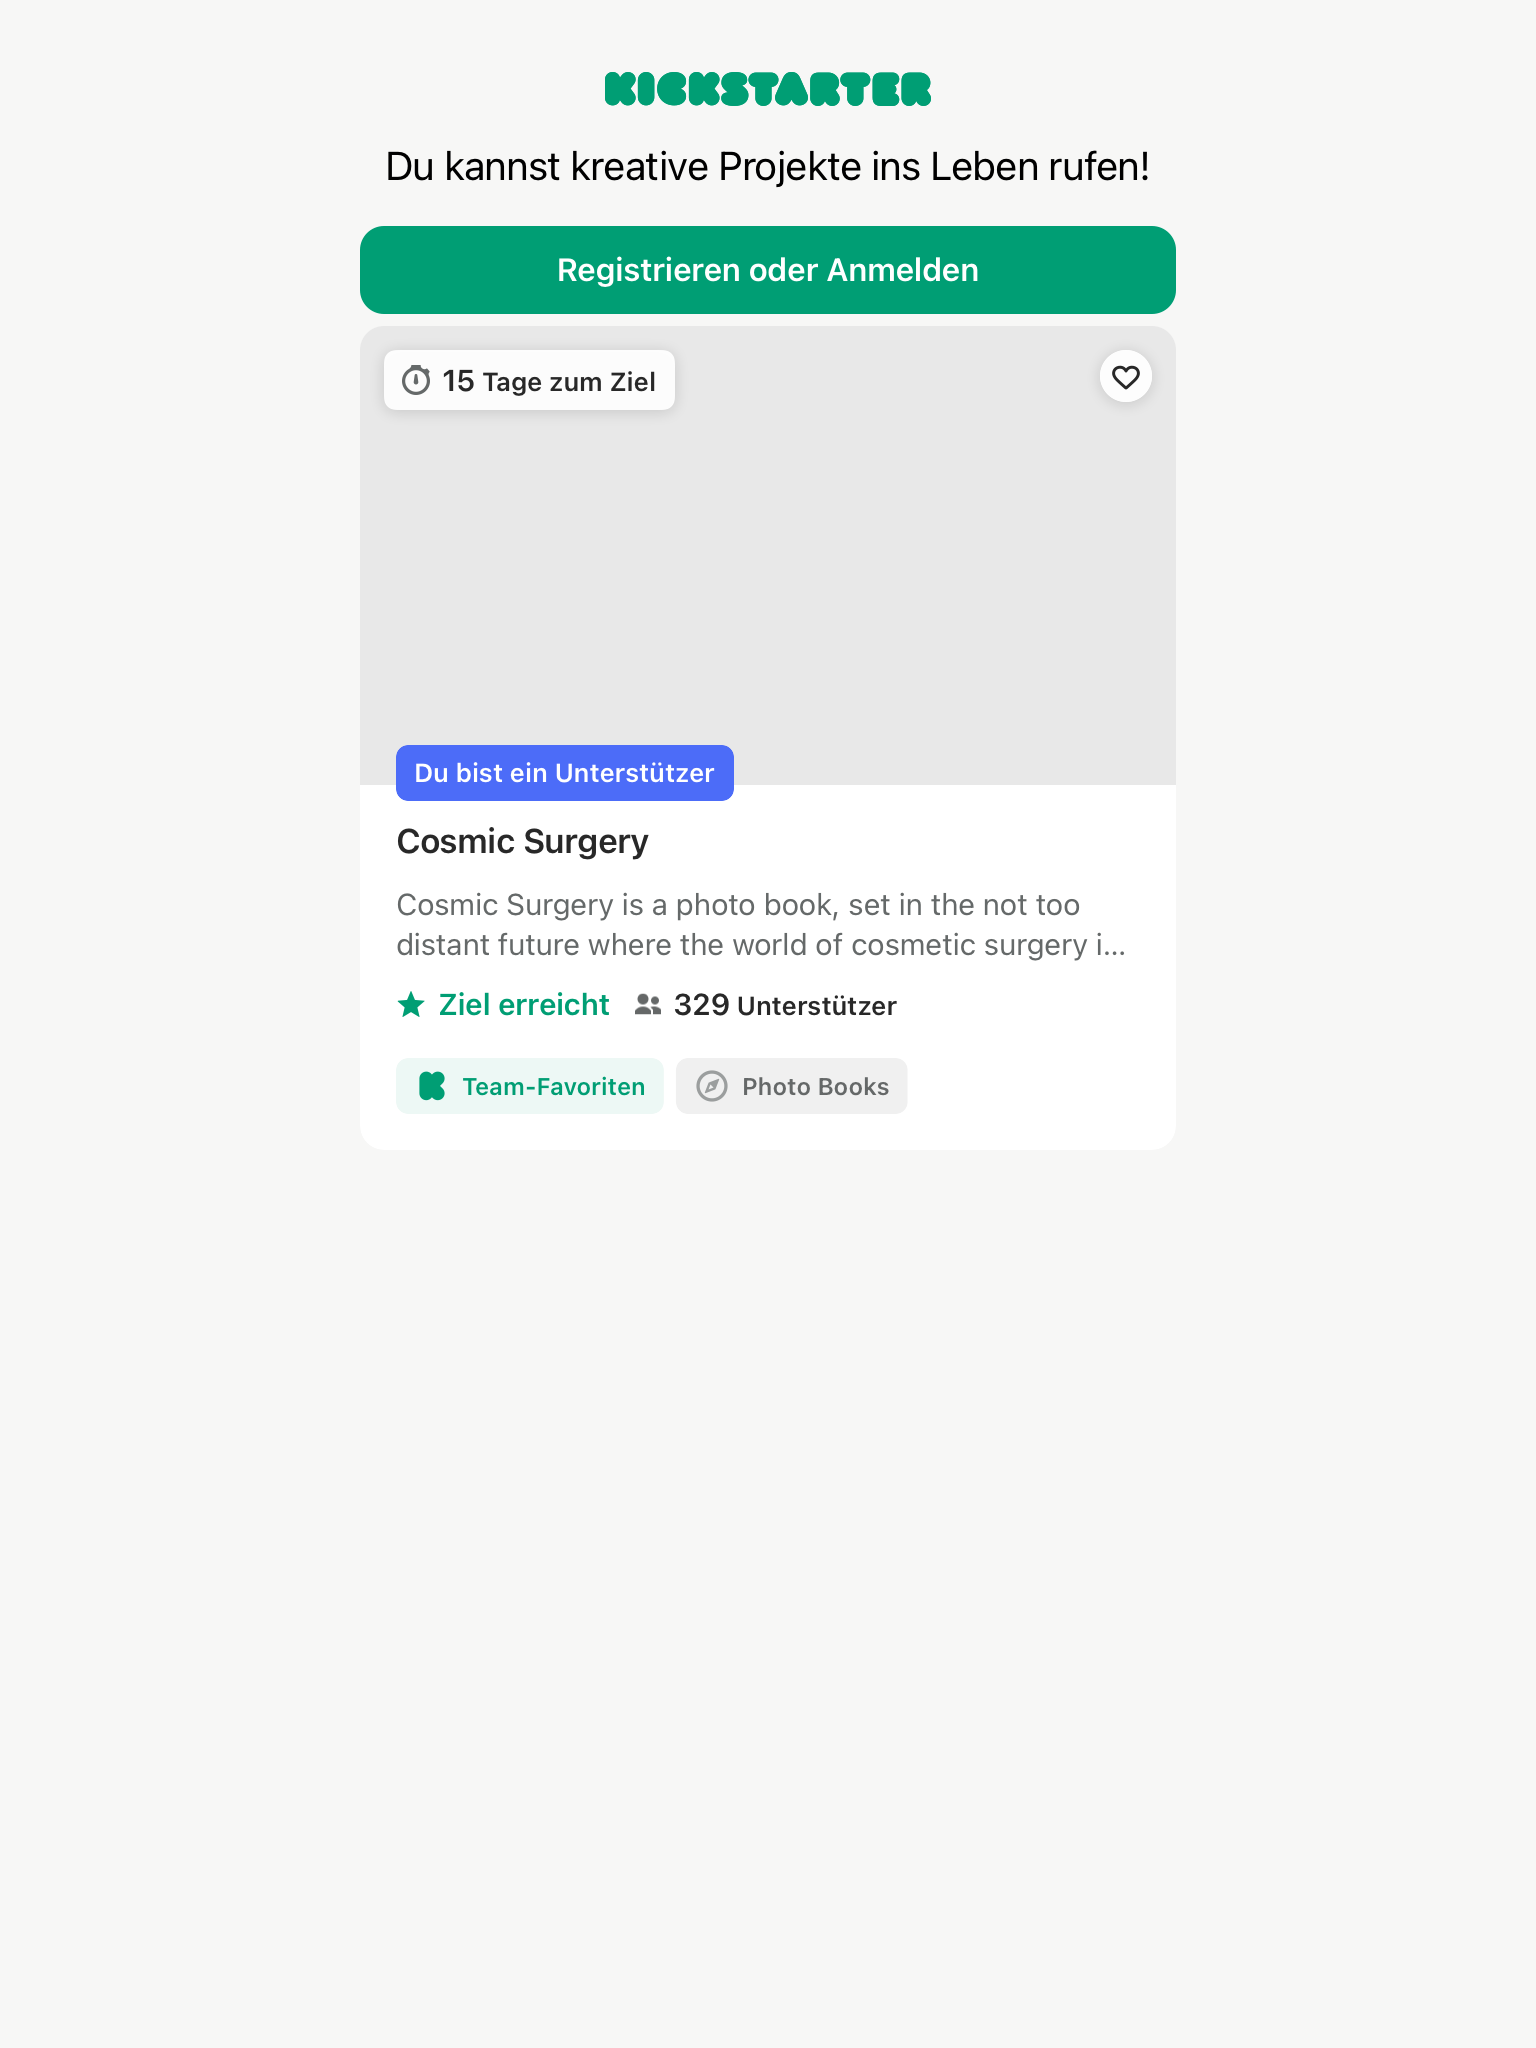 KICKSTARTER
Du kannst kreative Projekte ins Leben rufen!
Registrieren oder Anmelden
15 Tage zum Ziel
Du bist ein Unterstützer
Cosmic Surgery
Cosmic Surgery is a photo book, set in the not too
distant future where the world of cosmetic surgery i...
Ziel erreicht 329 Unterstützer
Team-Favoriten Photo Books